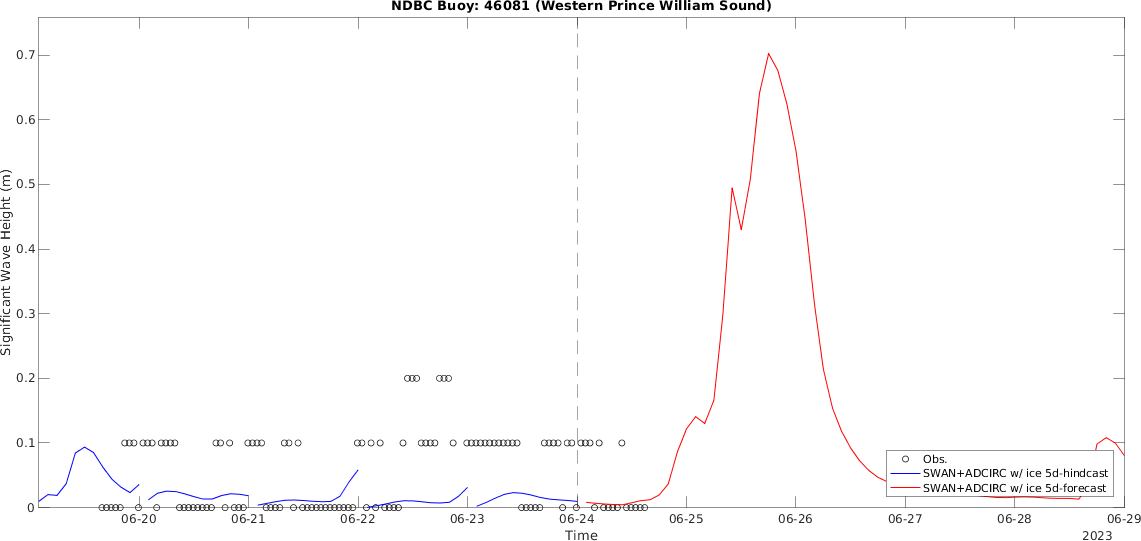 NDBC Buoy: 46081 (Western Prince William Sound)
Significant Wave Height (m)
0.7
0.6
0.5
0.4
0.3
0.2
0.1
0
06-20 06-21 06-22 06-23 06-24 06-25 06-26 06-27 06-28 06-29
Time
2023
Obs.
SWAN+ADCIRC w/ ice 5d-hindcast
SWAN+ADCIRC w/ ice 5d-forecast